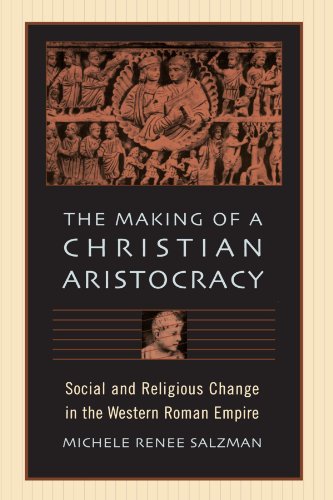 THE MAKING OF A
CHRISTIAN
ARISTOCRACY
Social and Religious Change
in the Western Roman Empire
MICHELE RENEE SALZMAN